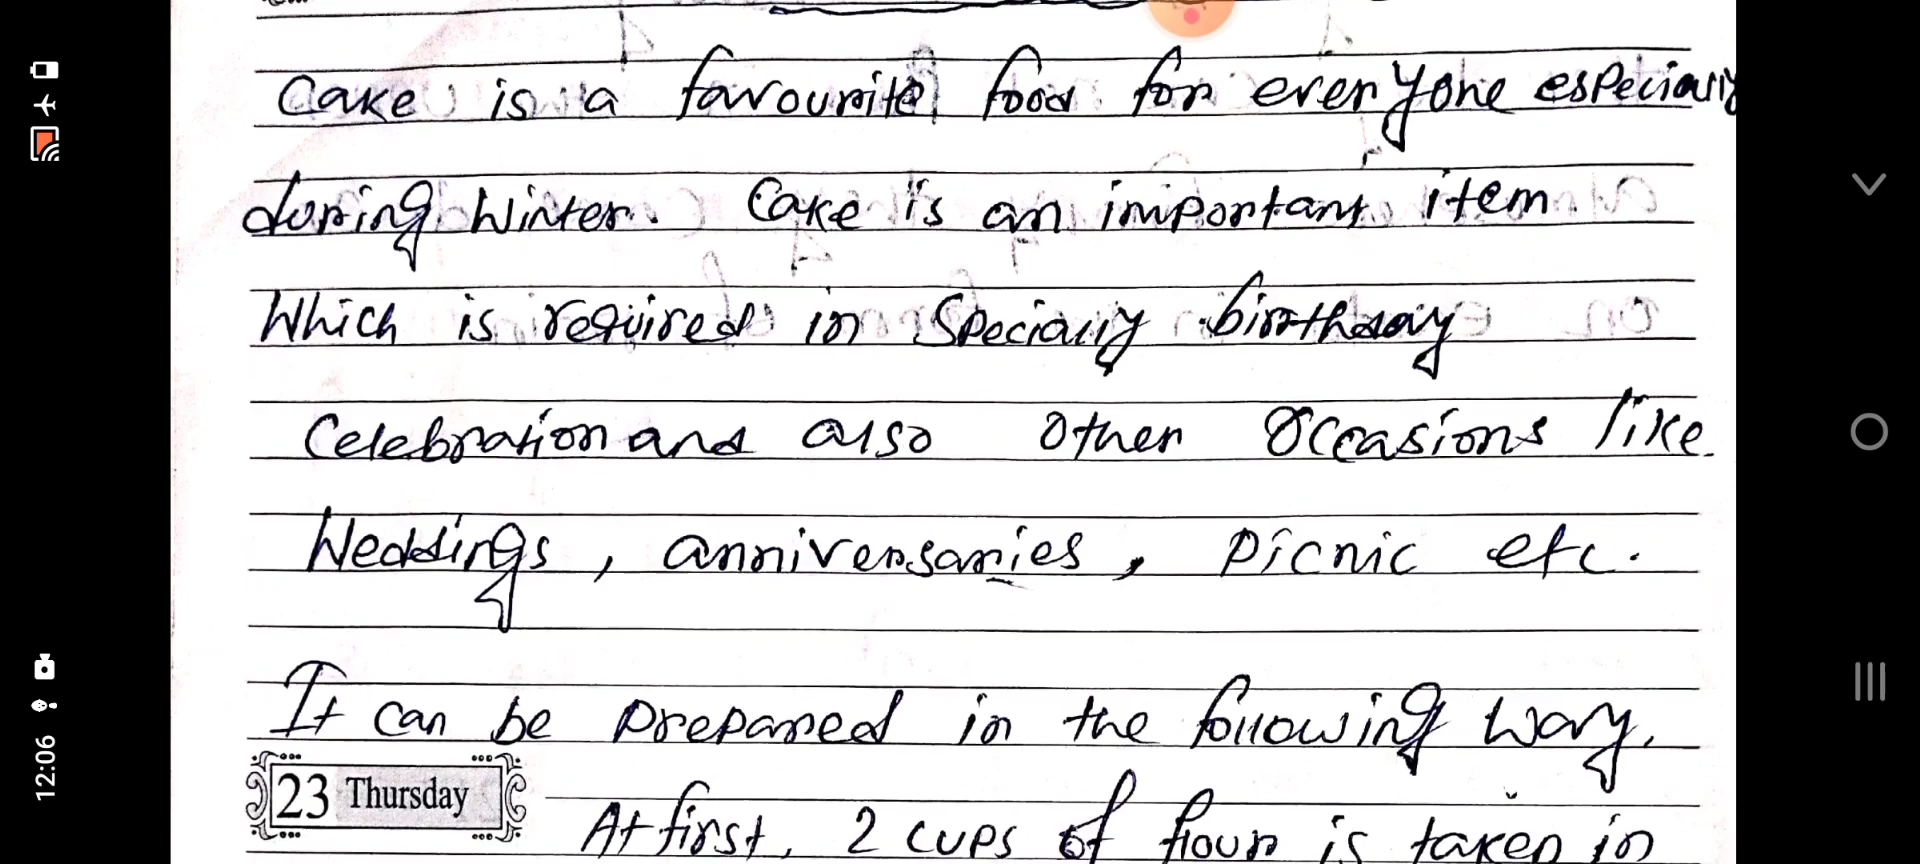 Cake is a favourite food for everyone especially
during Winter. Cake is an important item
Which is required in Specially birthday
Celebration and also Other Occasions like
Weddings, anniversaries, Picnic etc.
It can be prepared in the following way.
23 Thursday
At first, 2 cups of flour is taken in
12:06